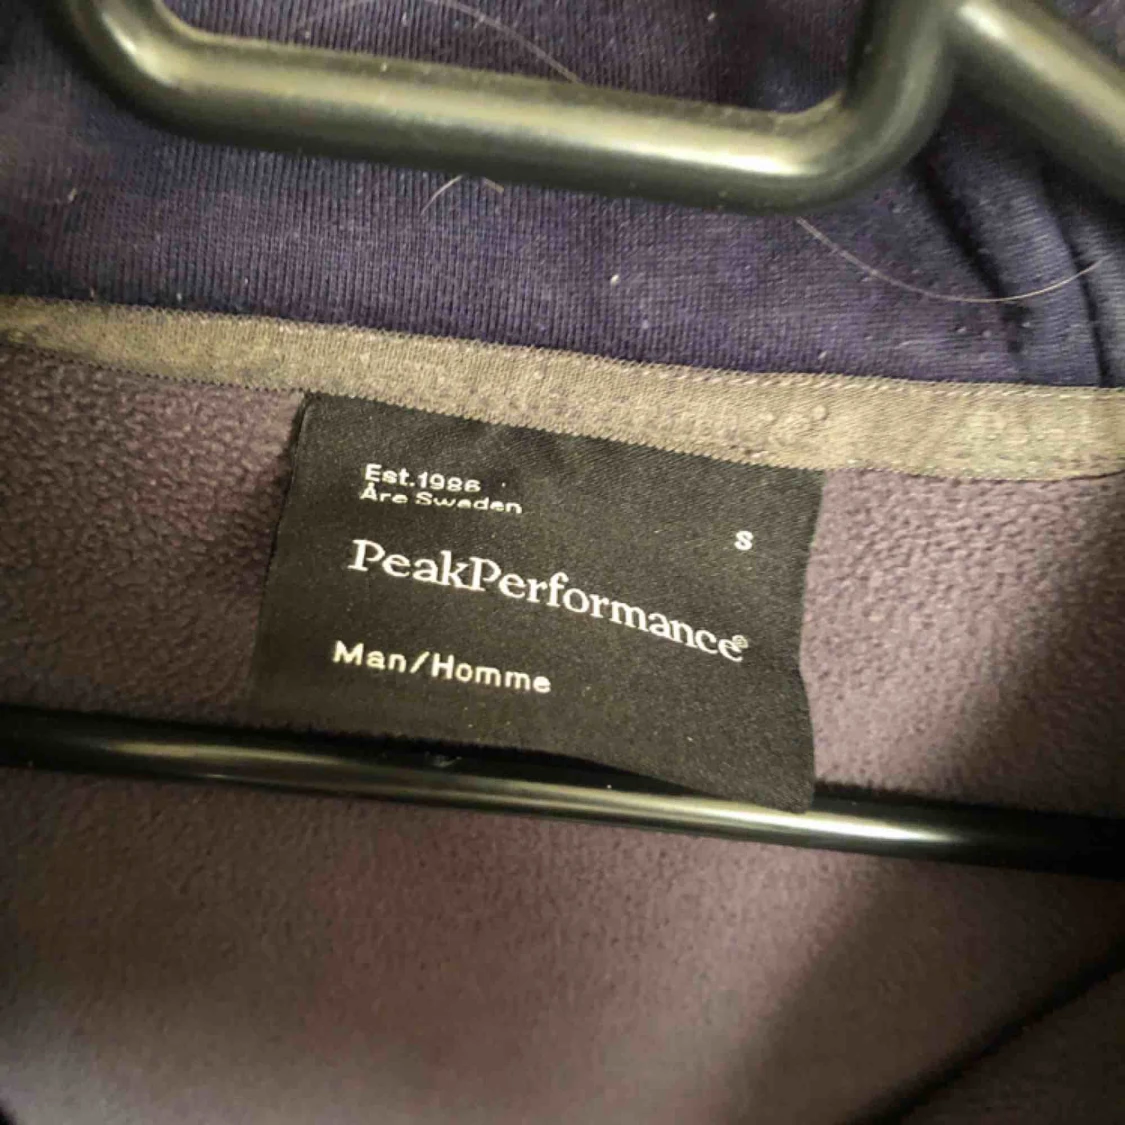 Est.1986
Åre Sweden
S
PeakPerformance®
Man/Homme